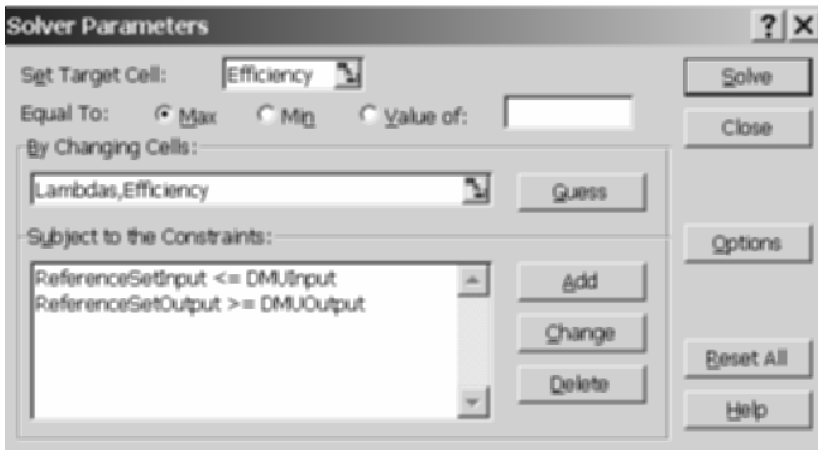 Solver Parameters
? X
Set Target Cell: Efficiency
Solve
Equal To: Max Min Value of:
Close
By Changing Cells:
Lambdas,Efficiency
Guess
Subject to the Constraints:
Options
ReferenceSetInput <= DMUInput
Add
ReferenceSetOutput >= DMUOutput
Change
Reset All
Delete
Help